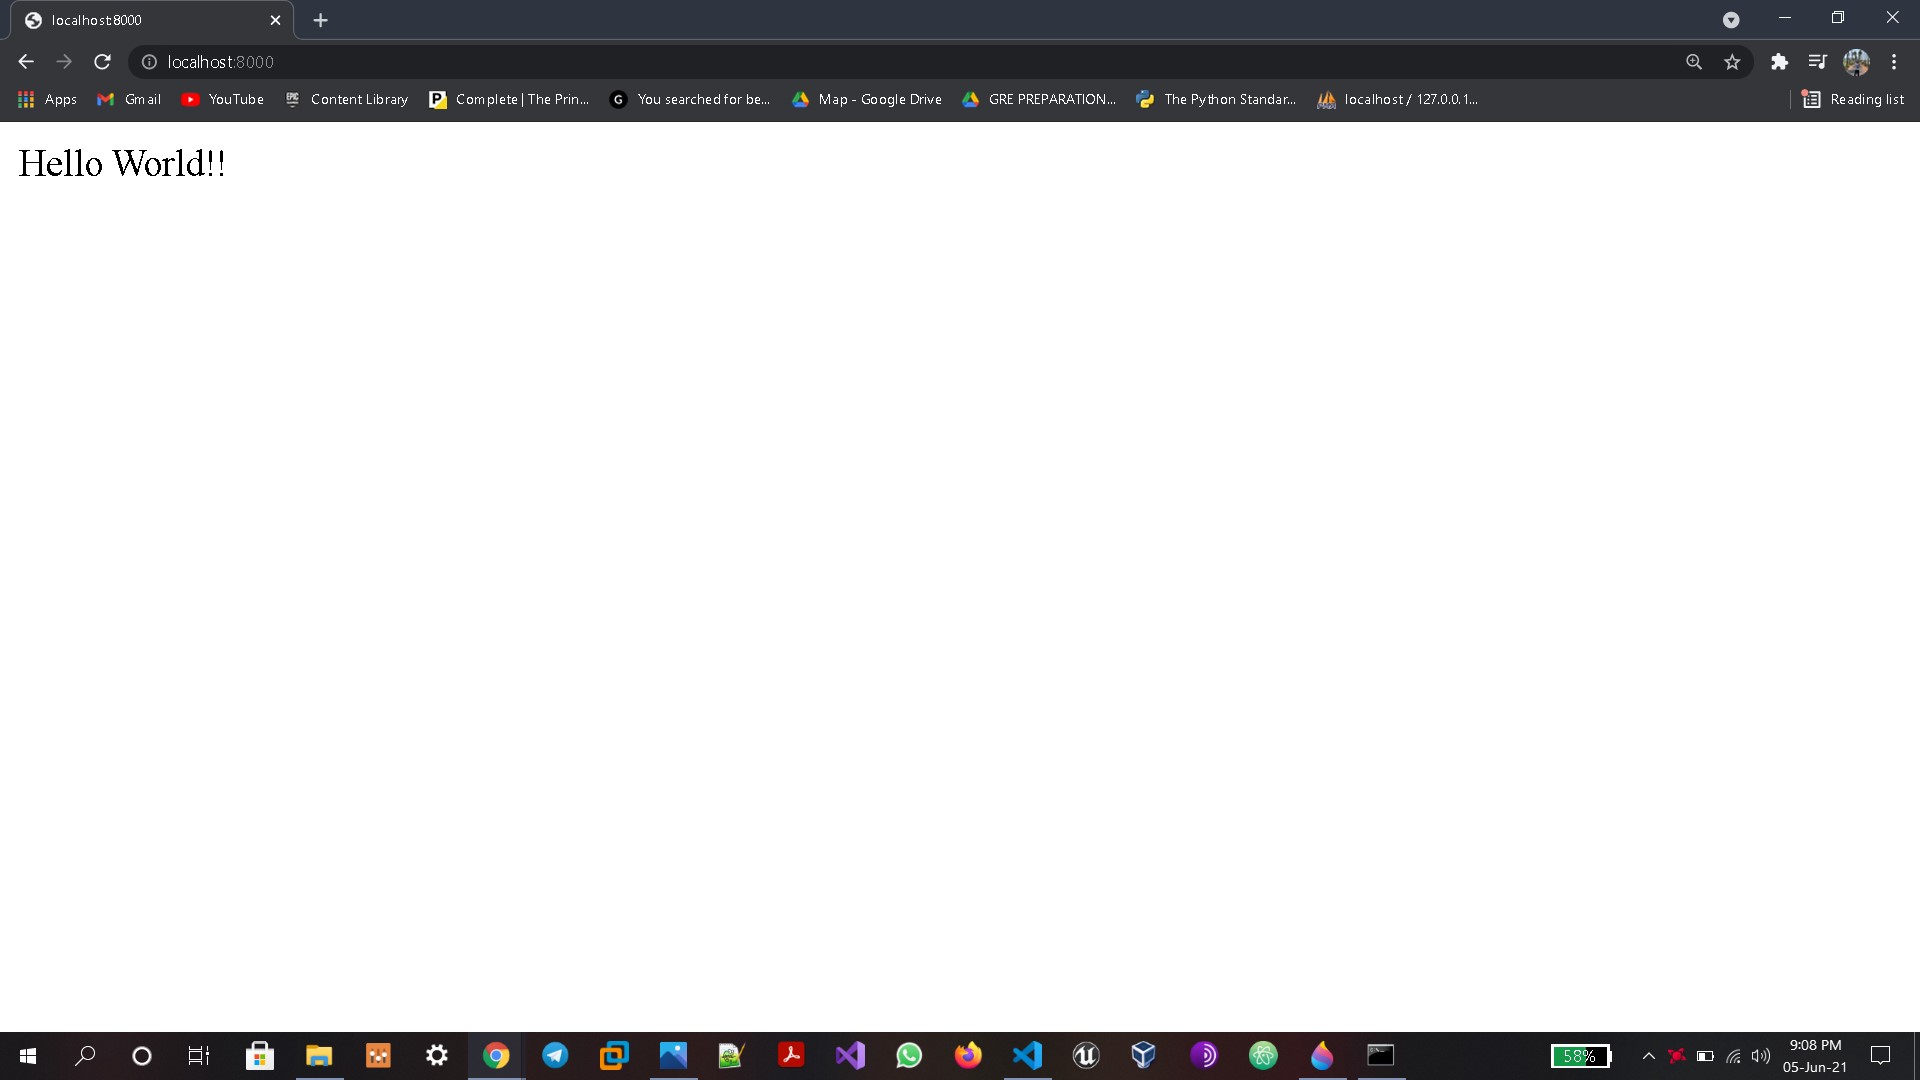 localhost:8000
localhost:8000
Apps Gmail YouTube EPIC Content Library P Complete | The Prin... G You searched for be... Map - Google Drive GRE PREPARATION... The Python Standar... localhost / 127.0.0.1... Reading list
Hello World!!
58%
9:08 PM
05-Jun-21